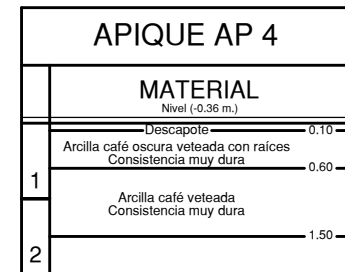 APIQUE AP 4
MATERIAL
Nivel (-0.36 m.)
Descapote 0.10
Arcilla café oscura veteada con raíces
Consistencia muy dura
0.60
1
Arcilla café veteada
Consistencia muy dura
1.50
2